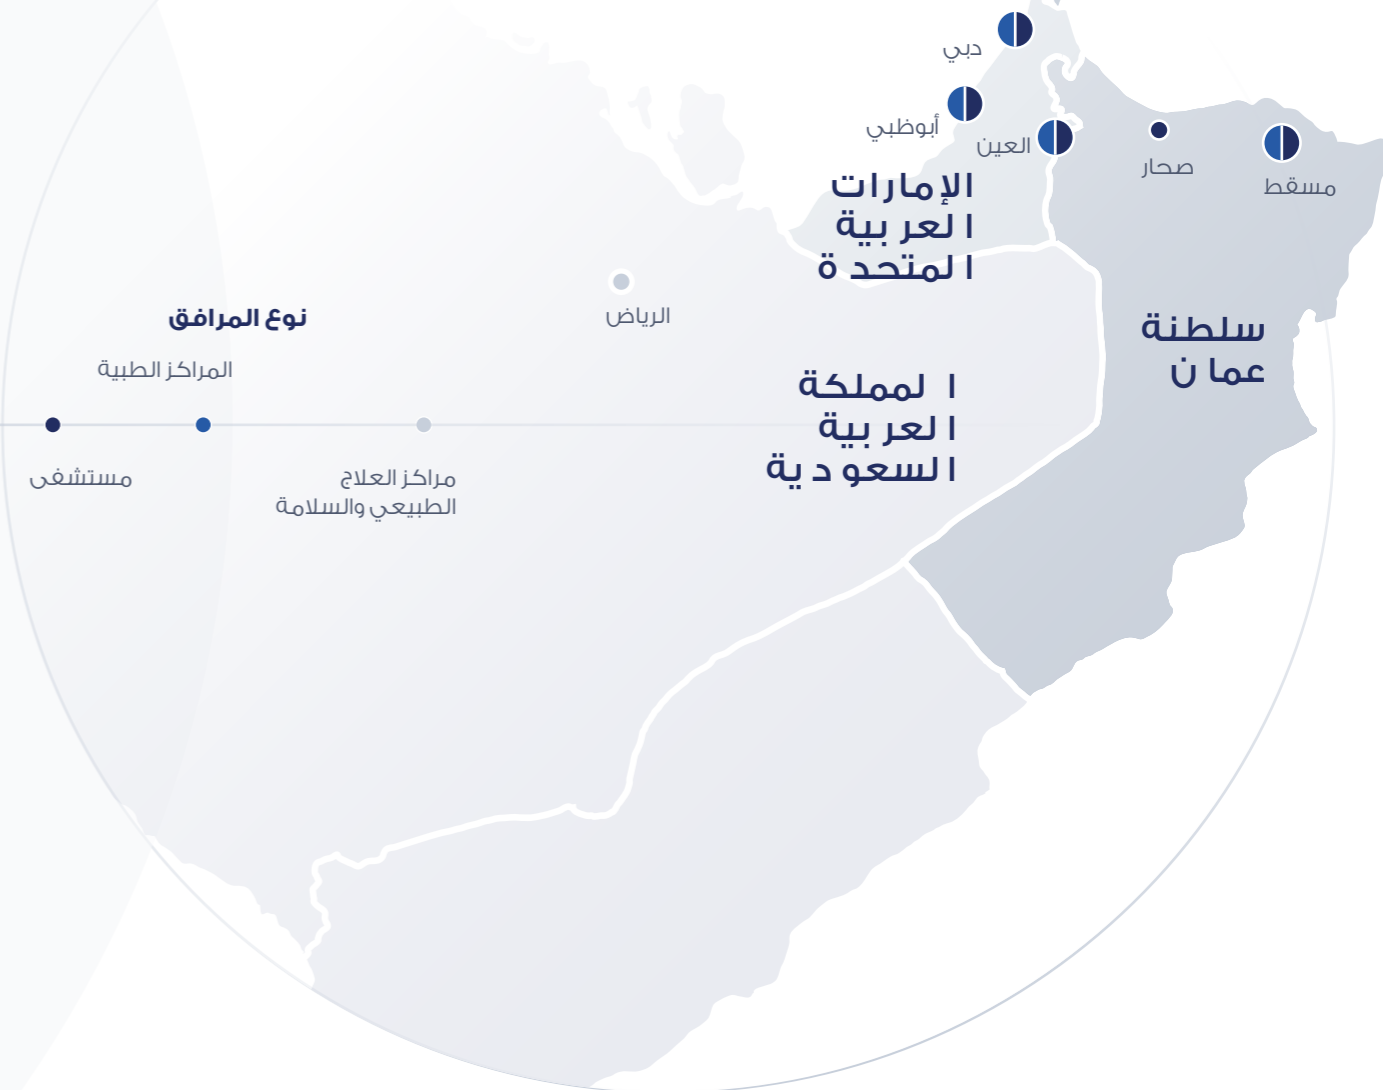 دبي
أبوظبي
العين
صحار
مسقط
الإمارات
العربية
المتحدة
الرياض
سلطنة
عمان
نوع المرافق
المراكز الطبية
المملكة
العربية
السعودية
مستشفى
مراكز العلاج
الطبيعي والسلامة